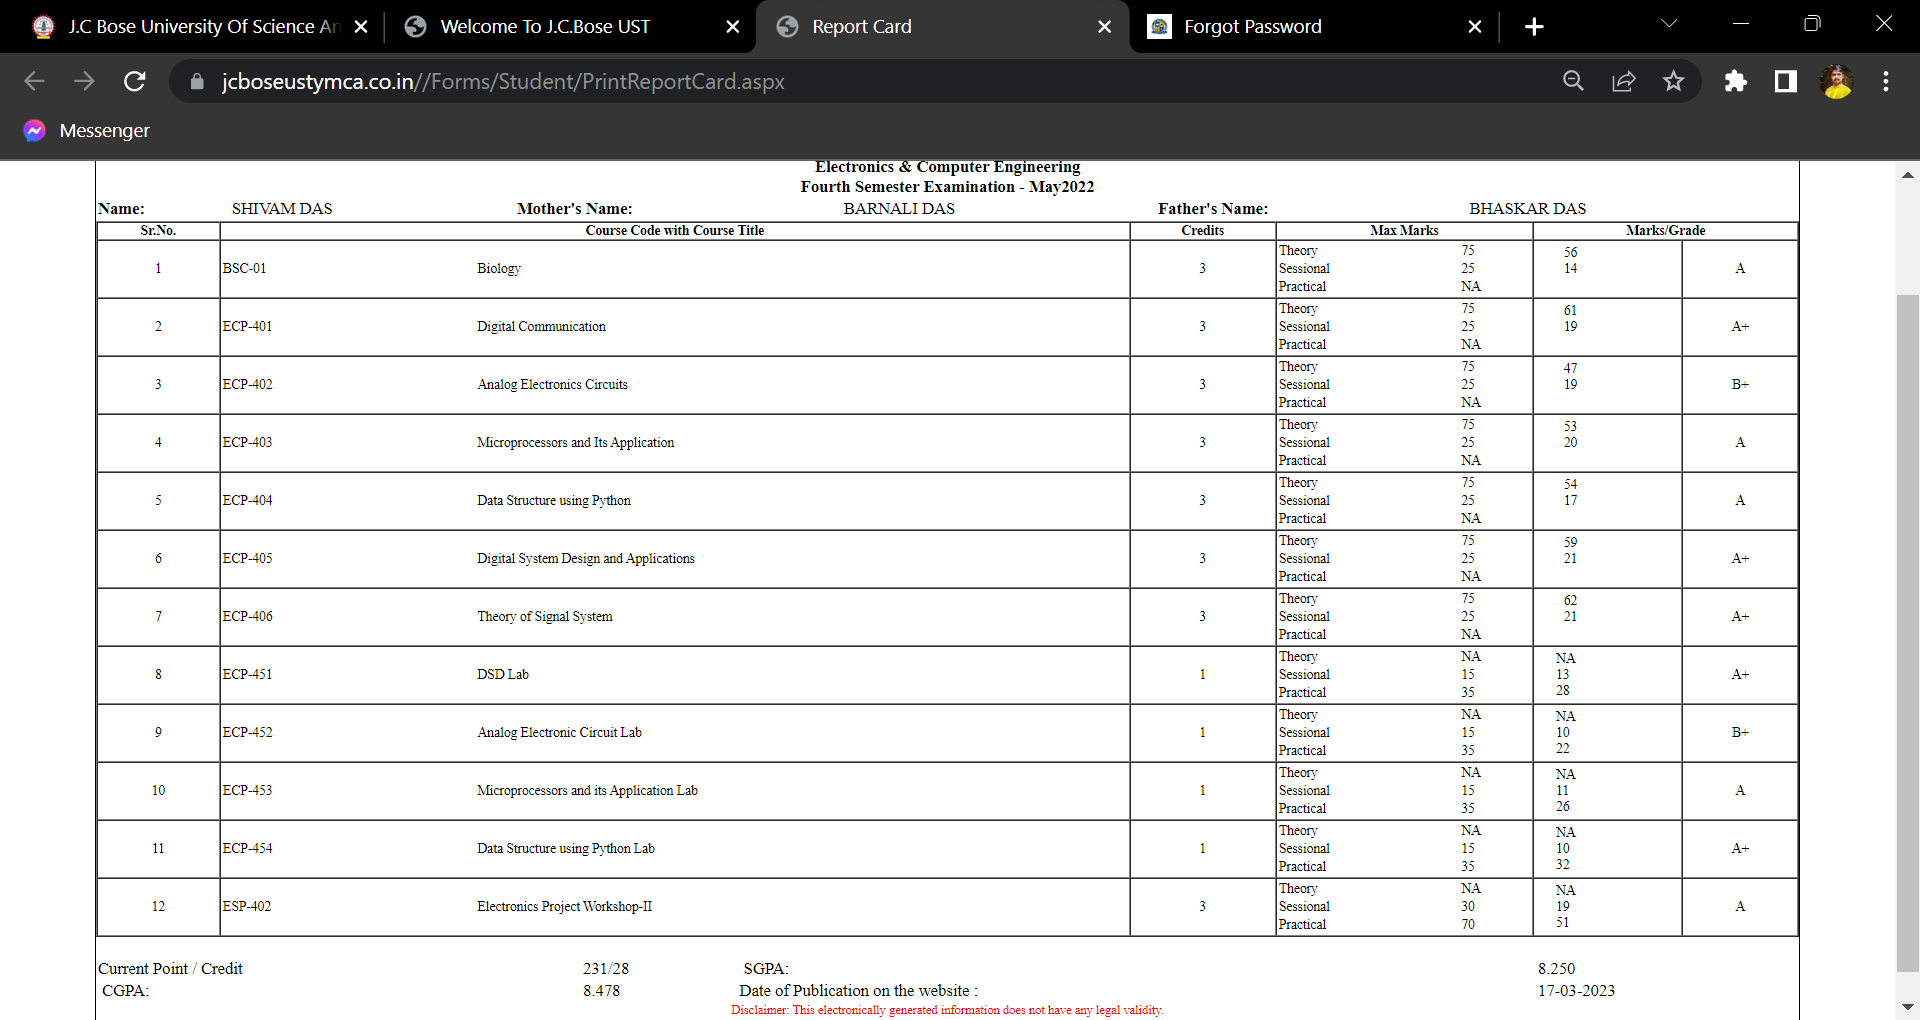 J.C Bose University Of Science An
Welcome To J.C.Bose UST
Report Card
Forgot Password
jcboseustymca.co.in//Forms/Student/PrintReportCard.aspx
Messenger
Electronics & Computer Engineering
Fourth Semester Examination - May2022
Name: SHIVAM DAS Mother's Name: BARNALI DAS Father's Name: BHASKAR DAS
Sr.No. Course Code with Course Title Credits Max Marks Marks/Grade
Theory 75 56
1 BSC-01 Biology 3 Sessional 25 14 A
Practical NA
Theory 75 61
2 ECP-401 Digital Communication 3 Sessional 25 19 A+
Practical NA
Theory 75 47
3 ECP-402 Analog Electronics Circuits 3 Sessional 25 19 B+
Practical NA
Theory 75 53
4 ECP-403 Microprocessors and Its Application 3 Sessional 25 20 A
Practical NA
Theory 75 54
5 ECP-404 Data Structure using Python 3 Sessional 25 17 A
Practical NA
Theory 75 59
6 ECP-405 Digital System Design and Applications 3 Sessional 25 21 A+
Practical NA
Theory 75 62
7 ECP-406 Theory of Signal System 3 Sessional 25 21 A+
Practical NA
Theory NA NA
8 ECP-451 DSD Lab 1 Sessional 15 13 A+
Practical 35 28
Theory NA NA
9 ECP-452 Analog Electronic Circuit Lab 1 Sessional 15 10 B+
Practical 35 22
Theory NA NA
10 ECP-453 Microprocessors and its Application Lab 1 Sessional 15 11 A
Practical 35 26
Theory NA NA
11 ECP-454 Data Structure using Python Lab 1 Sessional 15 10 A+
Practical 35 32
Theory NA NA
12 ESP-402 Electronics Project Workshop-II 3 Sessional 30 19 A
Practical 70 51
Current Point / Credit 231/28 SGPA: 8.250
CGPA: 8.478 Date of Publication on the website : 17-03-2023
Disclaimer: This electronically generated information does not have any legal validity.